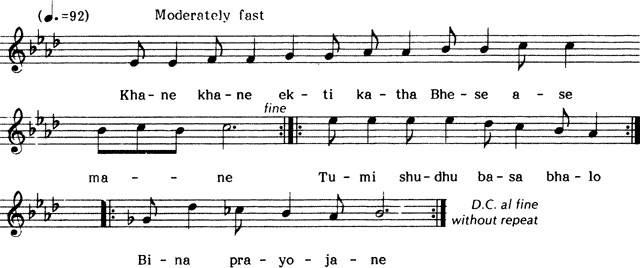 (♩.=92) Moderately fast
Kha-ne kha-ne ek-ti ka-tha Bhe-se a-se
fine
ma--ne Tu-mi shu-dhu ba-sa bha-lo
D.C. al fine
without repeat
Bi-na pra-yo-ja-ne